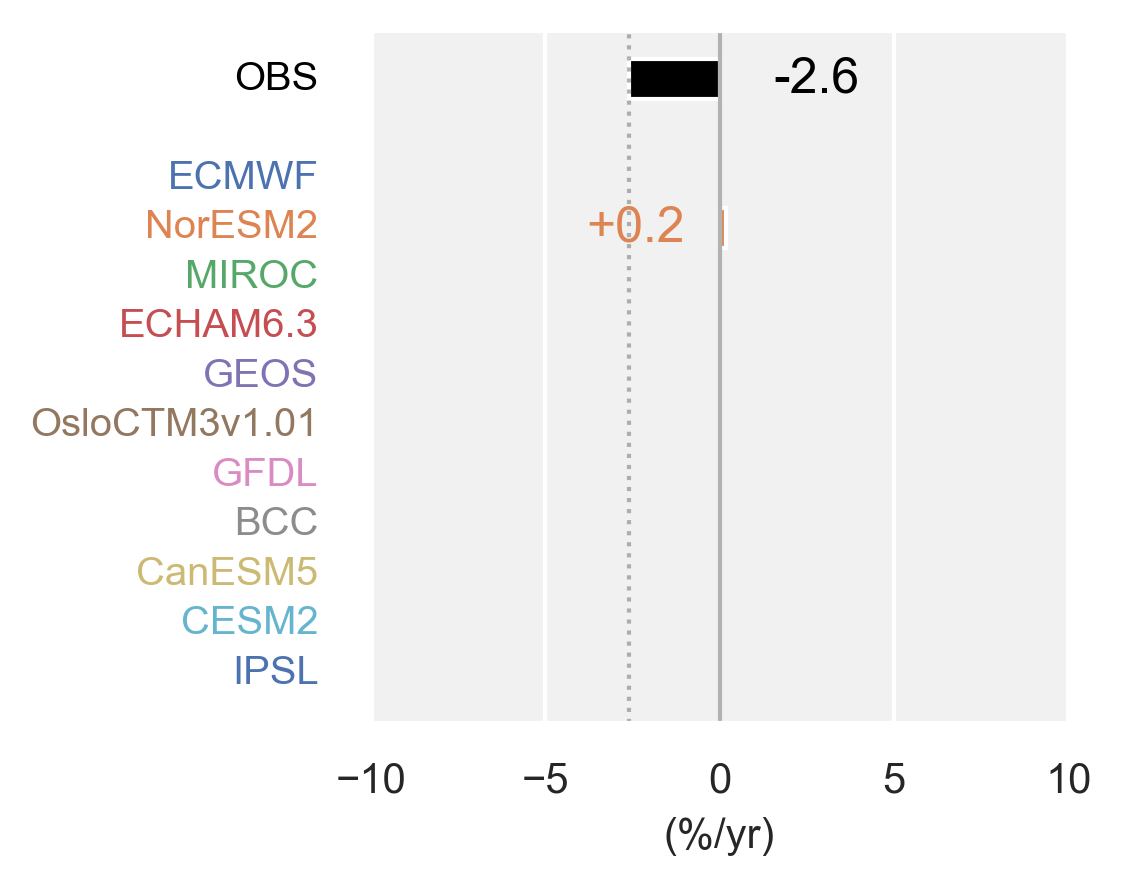 OBS -2.6
ECMWF
NorESM2 +0.2
MIROC
ECHAM6.3
GEOS
OsloCTM3v1.01
GFDL
BCC
CanESM5
CESM2
IPSL
−10 −5 0 5 10
(%/yr)